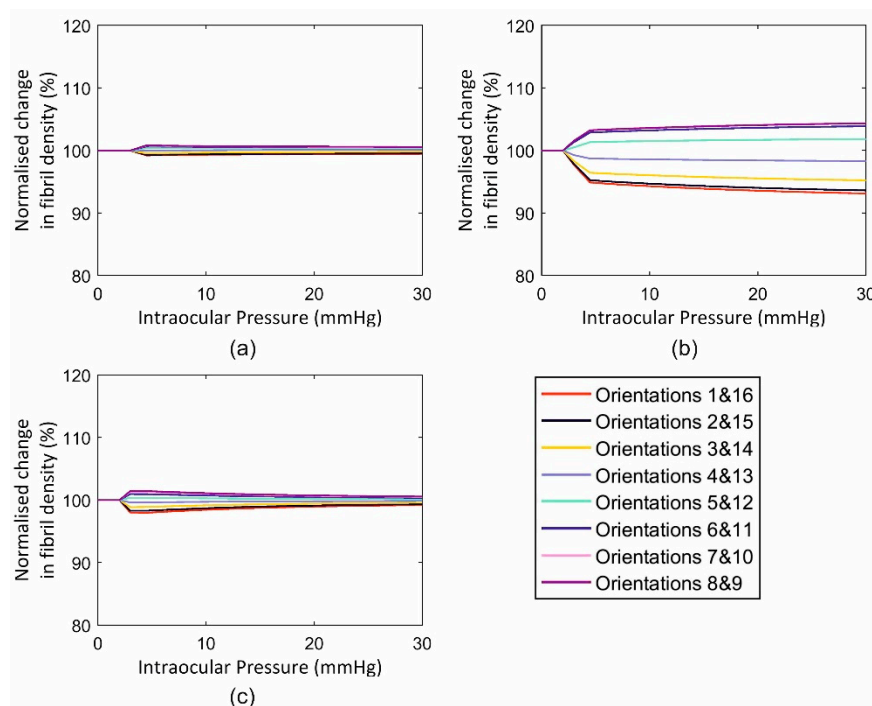 120
110
100
90
80
Normalised change
in fibril density (%)
0
10
20
30
Intraocular Pressure (mmHg)
(a)
120
110
100
90
80
Normalised change
in fibril density (%)
0
10
20
30
Intraocular Pressure (mmHg)
(b)
120
110
100
90
80
Normalised change
in fibril density (%)
0
10
20
30
Intraocular Pressure (mmHg)
(c)
Orientations 1&16
Orientations 2&15
Orientations 3&14
Orientations 4&13
Orientations 5&12
Orientations 6&11
Orientations 7&10
Orientations 8&9